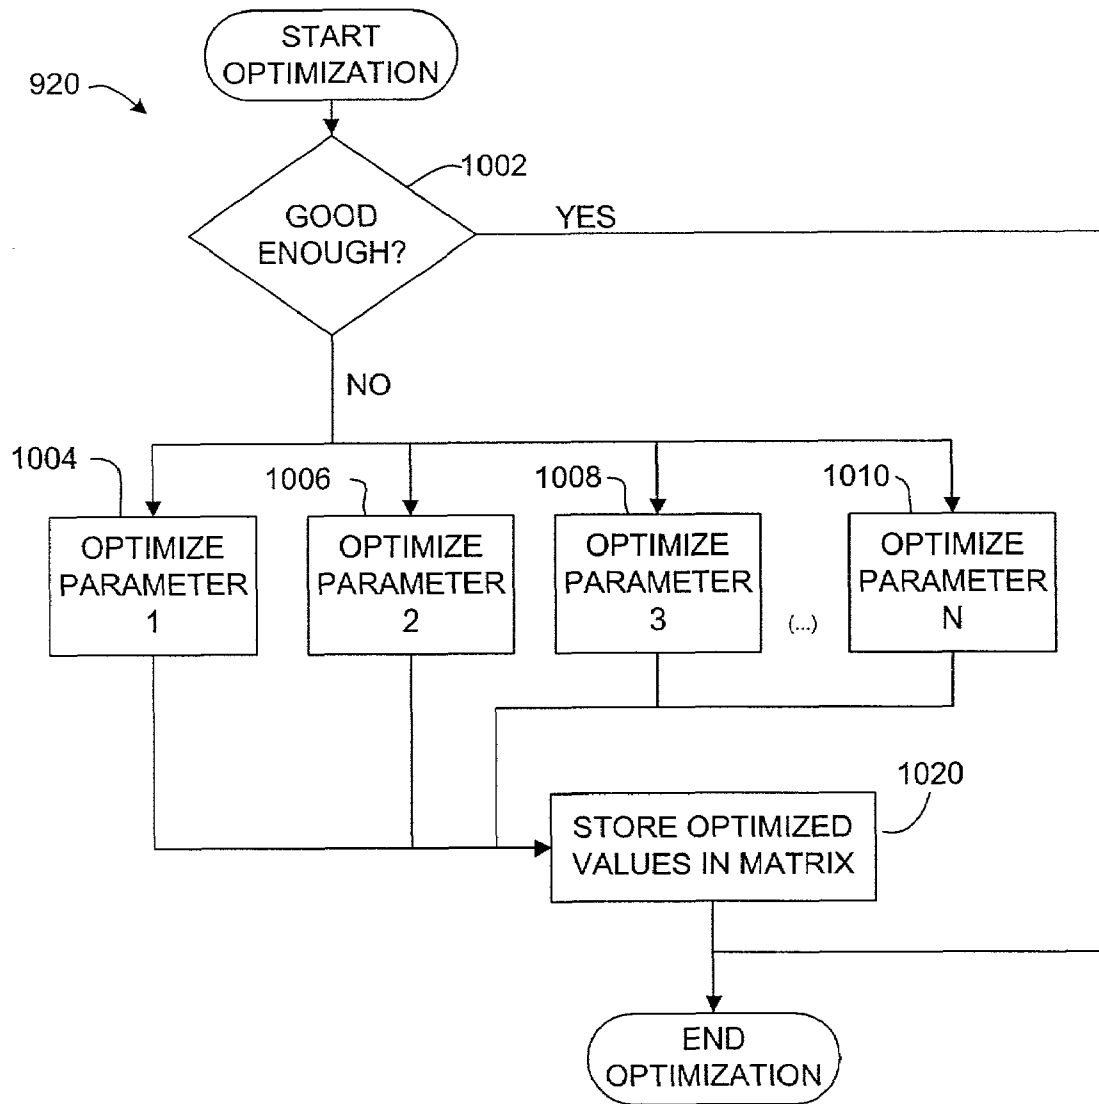 START
OPTIMIZATION
920
1002
GOOD
ENOUGH?
YES
NO
1004
1006
1008
1010
OPTIMIZE
PARAMETER
1
OPTIMIZE
PARAMETER
2
OPTIMIZE
PARAMETER
3
(...)
OPTIMIZE
PARAMETER
N
1020
STORE OPTIMIZED
VALUES IN MATRIX
END
OPTIMIZATION